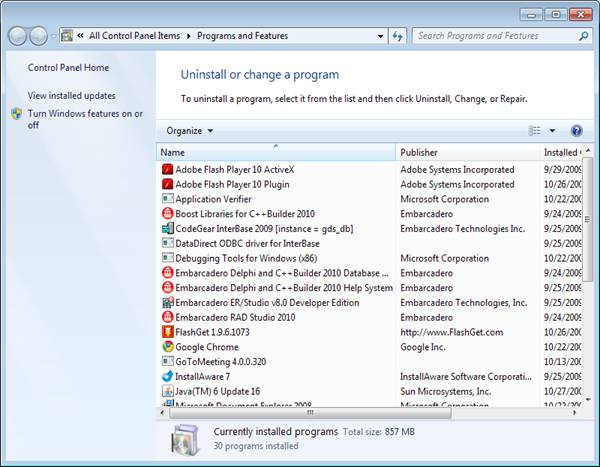 « All Control Panel Items ▸ Programs and Features
Search Programs and Features
Control Panel Home
View installed updates
Turn Windows features on or
off
Uninstall or change a program
To uninstall a program, select it from the list and then click Uninstall, Change, or Repair.
Organize
Name Publisher Installed
Adobe Flash Player 10 ActiveX Adobe Systems Incorporated 9/29/2009
Adobe Flash Player 10 Plugin Adobe Systems Incorporated 10/26/200
Application Verifier Microsoft Corporation 10/22/200
Boost Libraries for C++Builder 2010 Embarcadero 9/24/2009
CodeGear InterBase 2009 [instance = gds_db] Embarcadero Technologies Inc. 9/25/2009
DataDirect ODBC driver for InterBase 9/25/2009
Debugging Tools for Windows (x86) Microsoft Corporation 10/22/200
Embarcadero Delphi and C++Builder 2010 Database ... Embarcadero 9/24/2009
Embarcadero Delphi and C++Builder 2010 Help System Embarcadero 9/25/2009
Embarcadero ER/Studio v8.0 Developer Edition Embarcadero Technologies, Inc. 9/25/2009
Embarcadero RAD Studio 2010 Embarcadero 9/24/2009
FlashGet 1.9.6.1073 http://www.FlashGet.com 10/26/200
Google Chrome Google Inc. 10/22/200
GoToMeeting 4.0.0.320 10/13/200
InstallAware 7 InstallAware Software Corporati... 9/25/2009
Java(TM) 6 Update 16 Sun Microsystems, Inc. 10/22/200
Microsoft Document Explorer 2008 Microsoft Corporation 9/24/2009
Currently installed programs Total size: 857 MB
30 programs installed